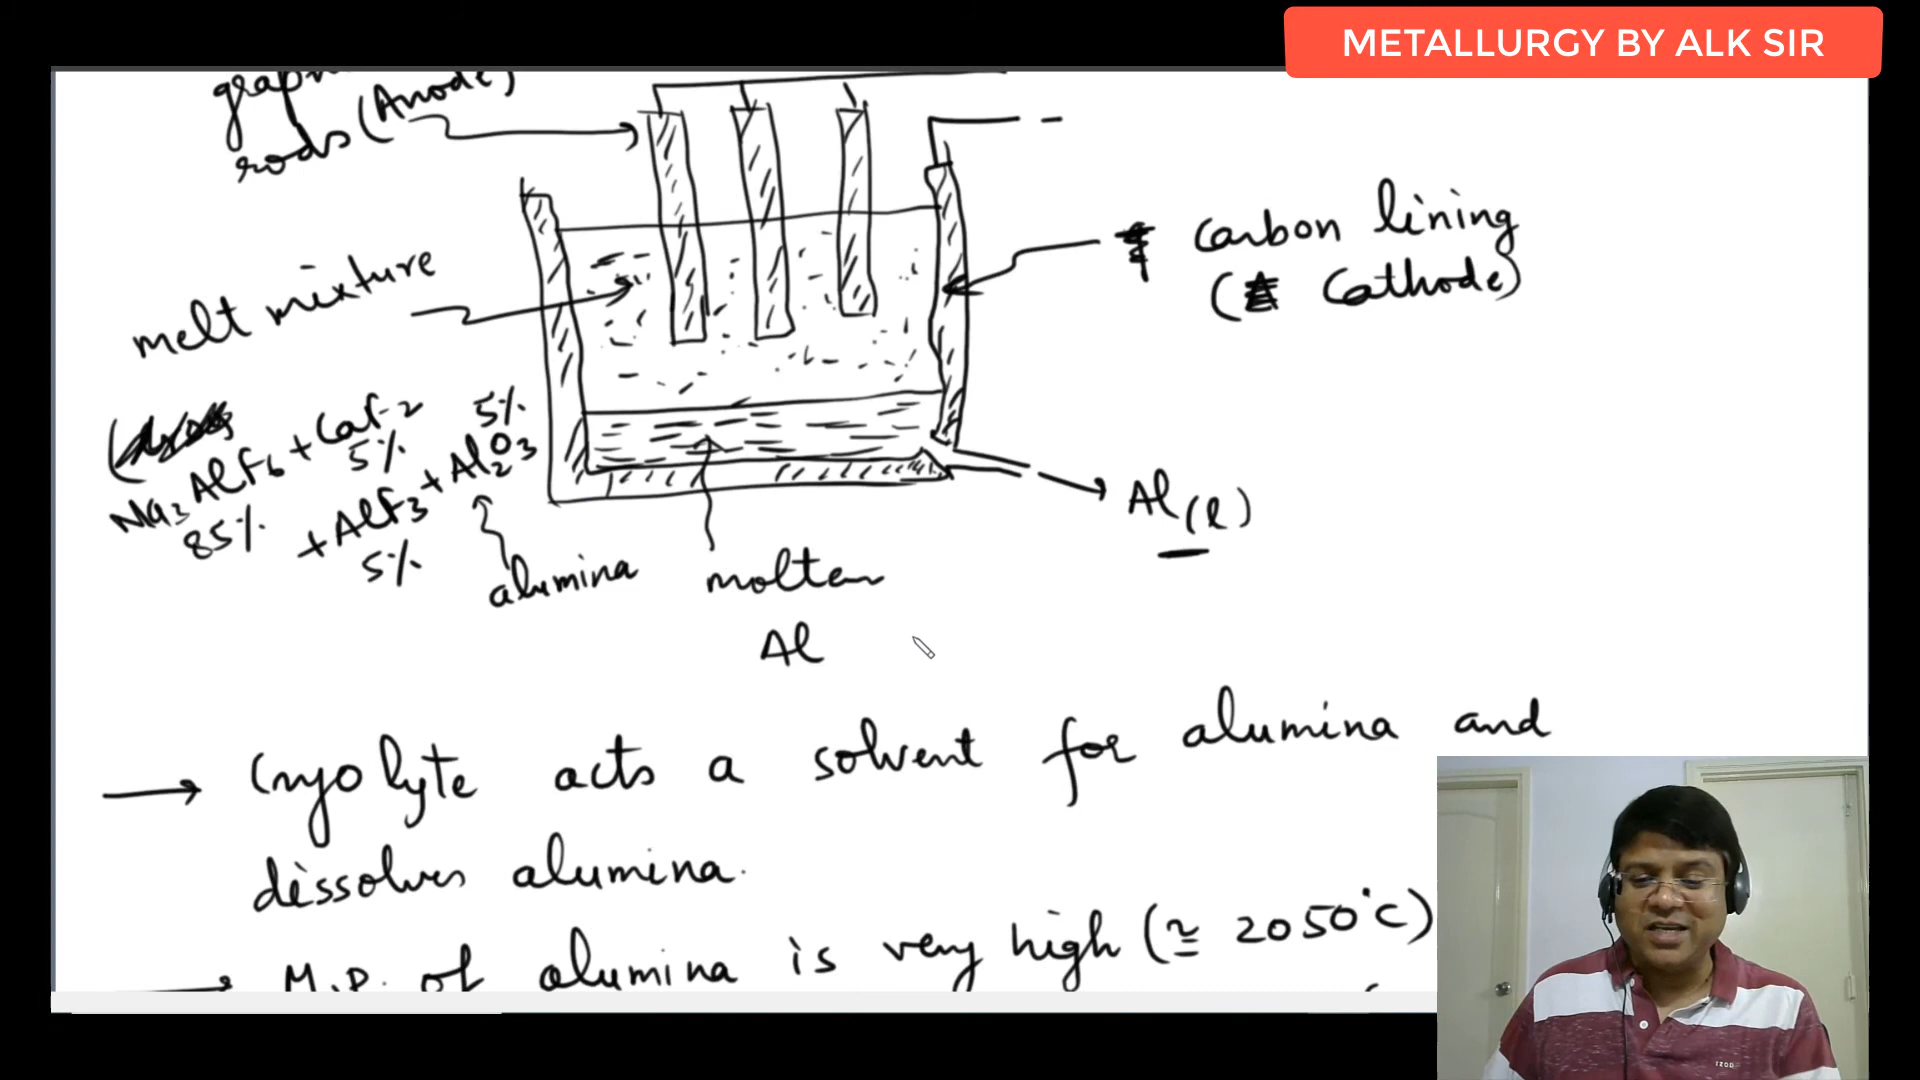 METALLURGY BY ALK SIR
rods (Anode)
melt mixture
carbon lining
(Cathode)
Na3AlF6 + CaF2
85% 5%
+ AlF3 + Al2O3
5% 5%
alumina
molten
Al
Al(l)
→ Cryolyte acts a solvent for alumina and
dissolves alumina.
→ M.P. of alumina is very high (≅ 2050°C)
IZOD